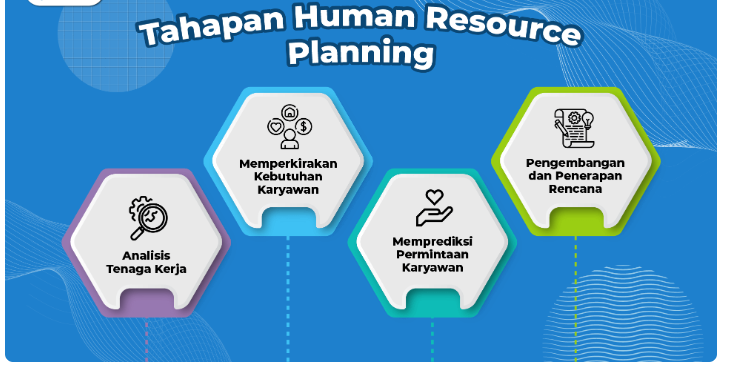 Tahapan Human Resource
Planning
Analisis
Tenaga Kerja
Memperkirakan
Kebutuhan
Karyawan
Memprediksi
Permintaan
Karyawan
Pengembangan
dan Penerapan
Rencana